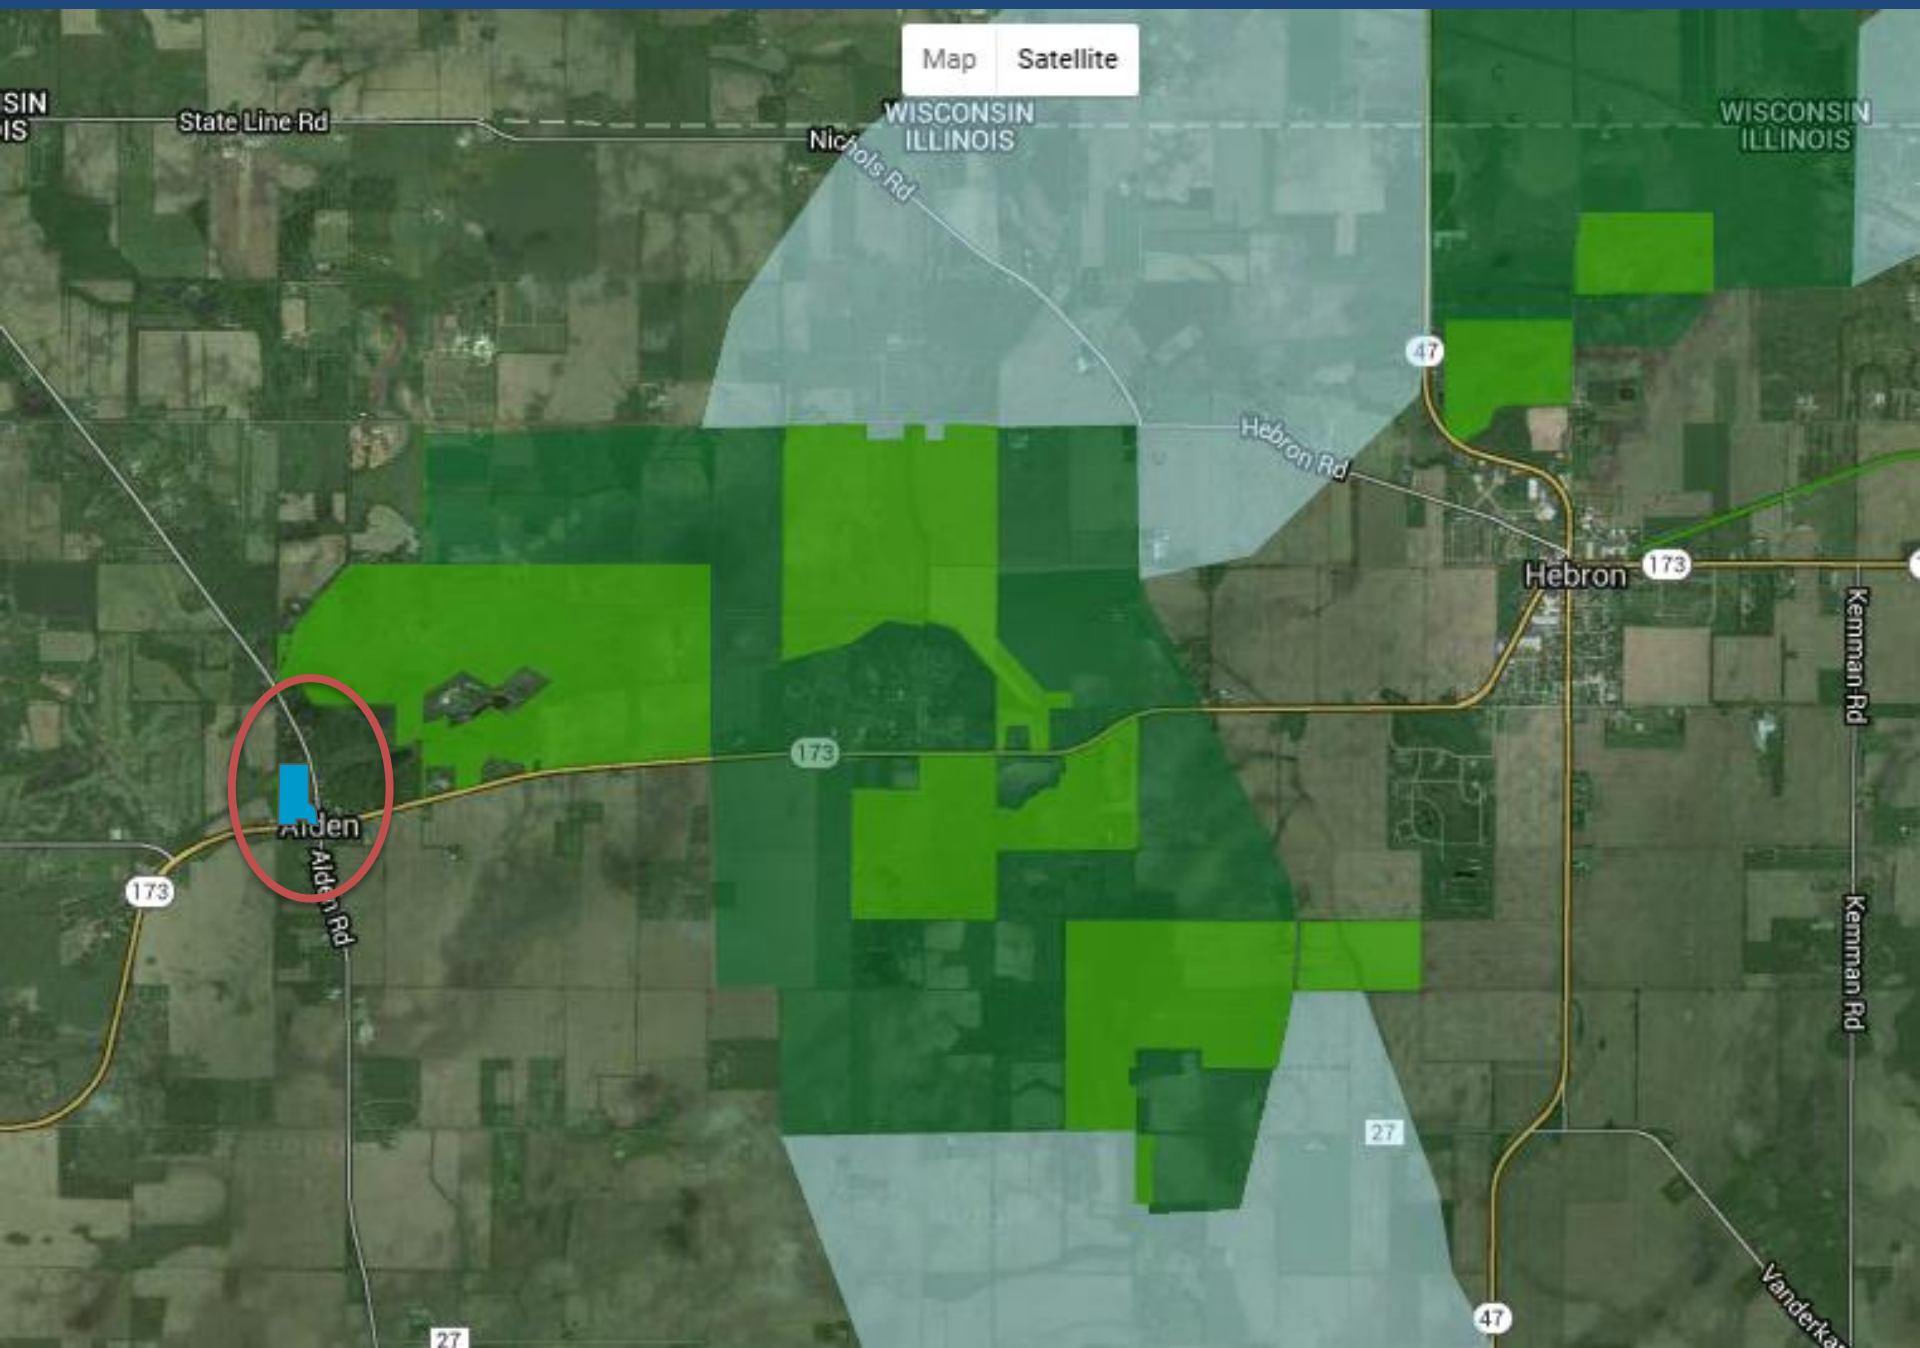 Map Satellite
SIN
IS
State Line Rd
WISCONSIN
ILLINOIS
WISCONSIN
ILLINOIS
Nichols Rd
47
Hebron Rd
Hebron
173
Kemman Rd
173
Alden
Alden Rd
173
Kemman Rd
27
Vanderka
47
27